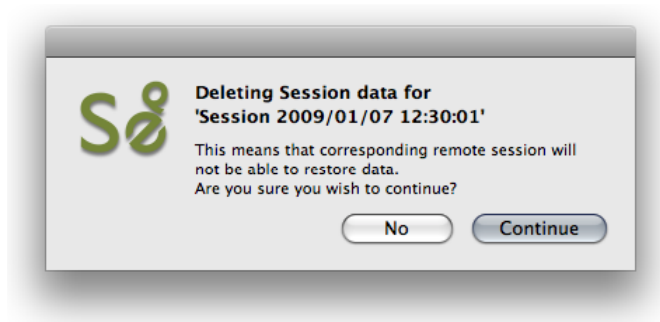 Deleting Session data for
'Session 2009/01/07 12:30:01'
This means that corresponding remote session will
not be able to restore data.
Are you sure you wish to continue?
No
Continue